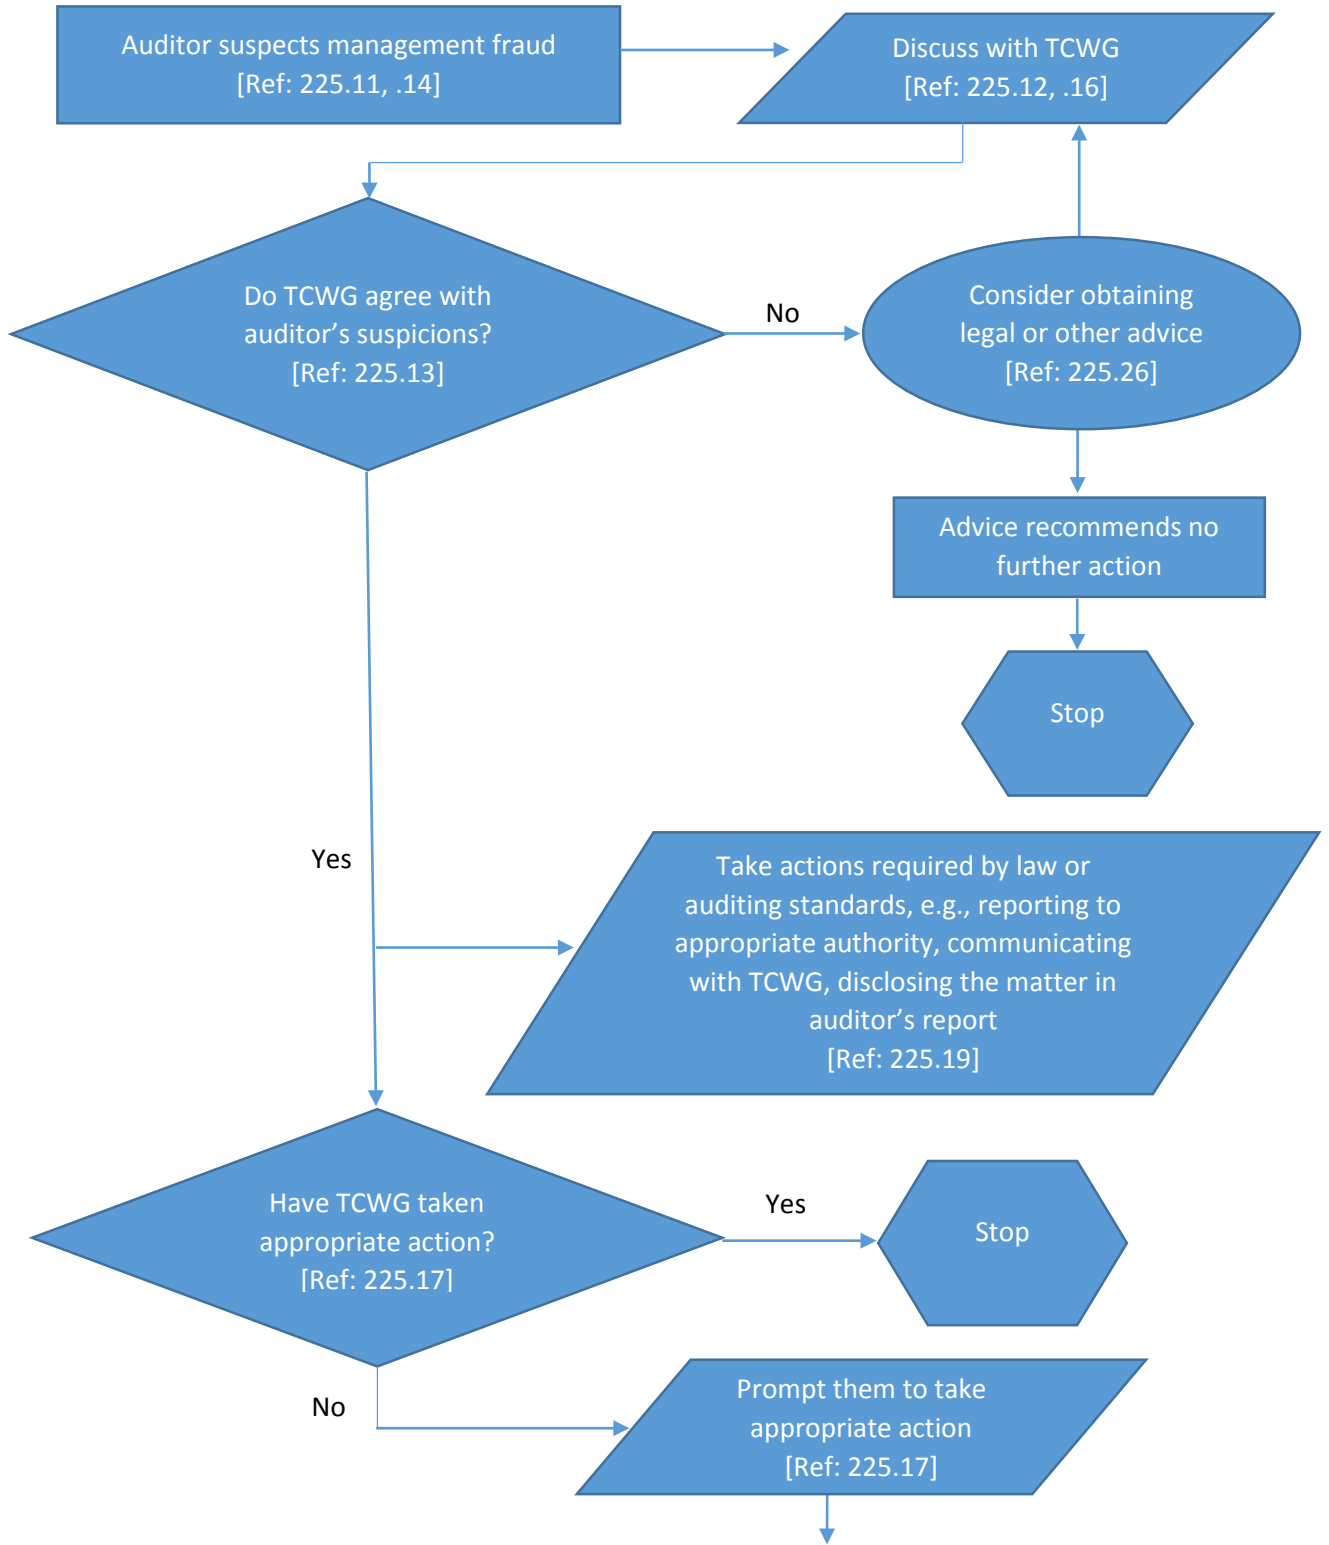 Auditor suspects management fraud
[Ref: 225.11, .14]
Discuss with TCWG
[Ref: 225.12, .16]
Do TCWG agree with
auditor’s suspicions?
[Ref: 225.13]
No
Consider obtaining
legal or other advice
[Ref: 225.26]
Advice recommends no
further action
Stop
Yes
Take actions required by law or
auditing standards, e.g., reporting to
appropriate authority, communicating
with TCWG, disclosing the matter in
auditor’s report
[Ref: 225.19]
Have TCWG taken
appropriate action?
[Ref: 225.17]
Yes
Stop
No
Prompt them to take
appropriate action
[Ref: 225.17]